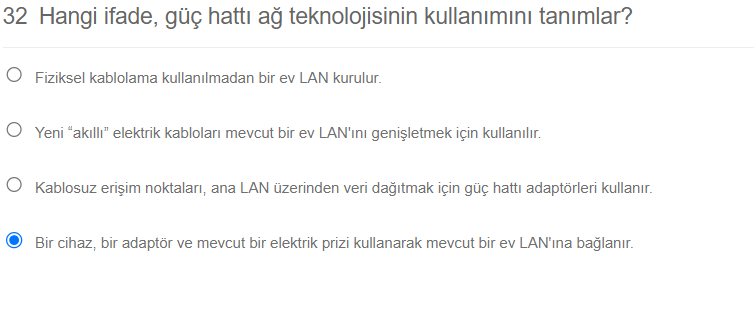 32 Hangi ifade, güç hattı ağ teknolojisinin kullanımını tanımlar?
Fiziksel kablolama kullanılmadan bir ev LAN kurulur.
Yeni “akıllı” elektrik kabloları mevcut bir ev LAN'ını genişletmek için kullanılır.
Kablosuz erişim noktaları, ana LAN üzerinden veri dağıtmak için güç hattı adaptörleri kullanır.
Bir cihaz, bir adaptör ve mevcut bir elektrik prizi kullanarak mevcut bir ev LAN'ına bağlanır.